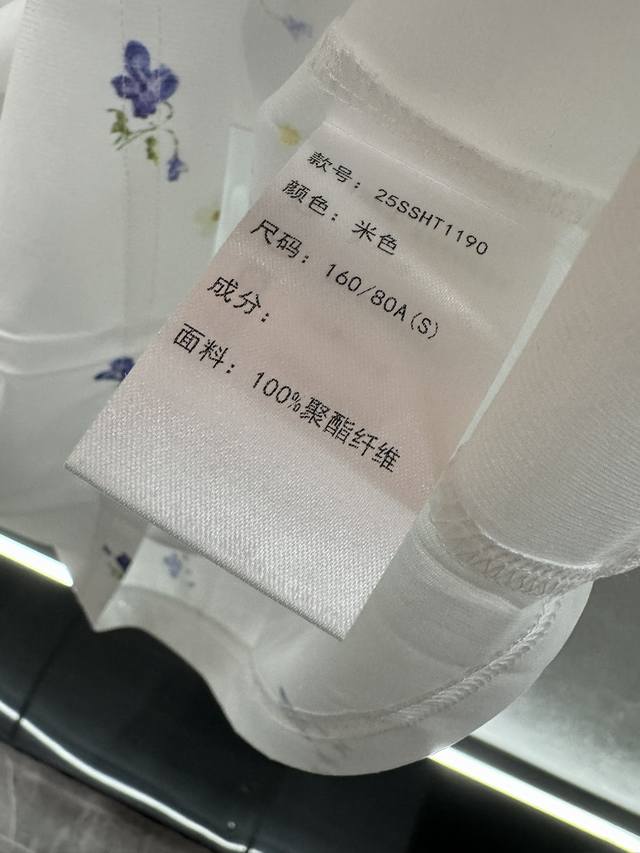 款号：25SSHT1190
颜色：米色
尺码：160/80A(S)
成分：
面料：100%聚酯纤维